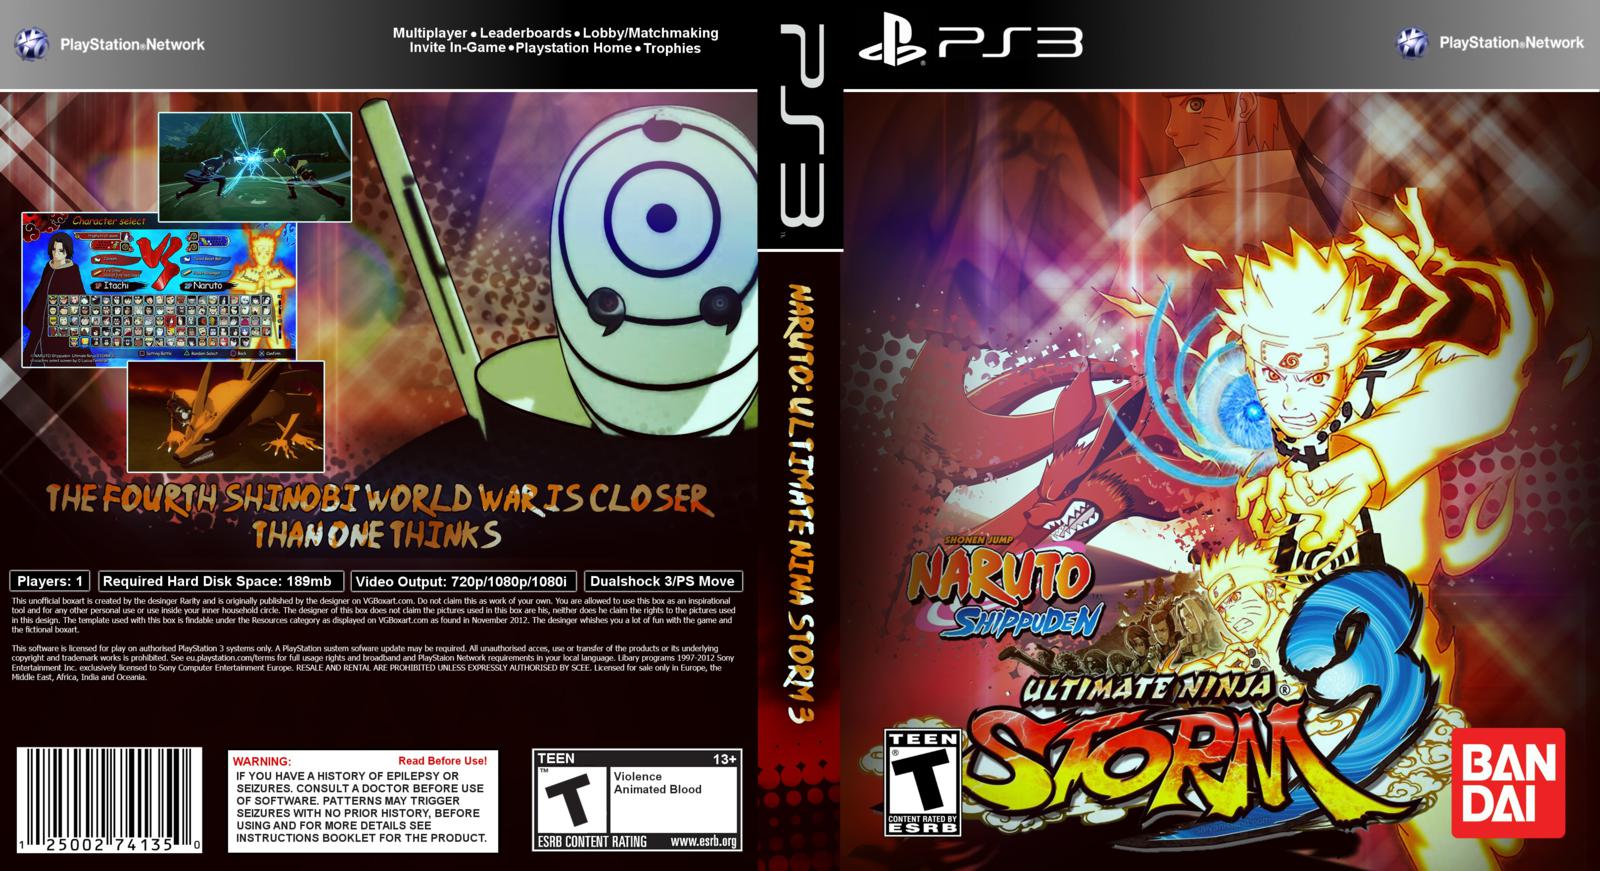 PlayStation®Network
Multiplayer • Leaderboards • Lobby/Matchmaking
Invite In-Game • Playstation Home • Trophies
Character select
VS
1P Itachi
2P Naruto
Setting Battle
Random Select
Back
Confirm
THE FOURTH SHINOBI WORLD WAR IS CLOSER
THAN ONE THINKS
Players: 1
Required Hard Disk Space: 189mb
Video Output: 720p/1080p/1080i
Dualshock 3/PS Move
This unofficial boxart is created by the desinger Rarity and is originally published by the designer on VGBoxart.com. Do not claim this as work of your own. You are allowed to use this box as an inspirational
tool and for any other personal use or use inside your inner household circle. The designer of this box does not claim the pictures used in this box are his, neither does he claim the rights to the pictures used
in this design. The template used with this box is findable under the Resources category as displayed on VGBoxart.com as found in November 2012. The desinger whishes you a lot of fun with the game and
the fictional boxart.
This software is licensed for play on authorised PlayStation 3 systems only. A PlayStation sustem sofware update may be required. All unauthorised acces, use or transfer of the products or its underlying
copyright and trademark works is prohibited. See eu.playstation.com/terms for full usage rights and broadband and PlayStaion Network requirements in your local language. Libary programs 1997-2012 Sony
Entertainment Inc. exclusively licensed to Sony Computer Entertainment Europe. RESALE AND RENTAL ARE PROHIBITED UNLESS EXPRESSLY AUTHORISED BY SCEE. Licensed for sale only in Europe, the
Middle East, Africa, India and Oceania.
1 25002 74135 0
WARNING: Read Before Use!
IF YOU HAVE A HISTORY OF EPILEPSY OR
SEIZURES. CONSULT A DOCTOR BEFORE USE
OF SOFTWARE. PATTERNS MAY TRIGGER
SEIZURES WITH NO PRIOR HISTORY, BEFORE
USING AND FOR MORE DETAILS SEE
INSTRUCTIONS BOOKLET FOR THE PRODUCT.
TEEN 13+
T
™
Violence
Animated Blood
ESRB CONTENT RATING www.esrb.org
PS3
NARUTO: ULTIMATE NINJA STORM 3
PS3
PlayStation®Network
SHONEN JUMP
NARUTO
SHIPPUDEN
ULTIMATE NINJA®
STORM 3
TEEN
T
®
CONTENT RATED BY
ESRB
BAN
DAI